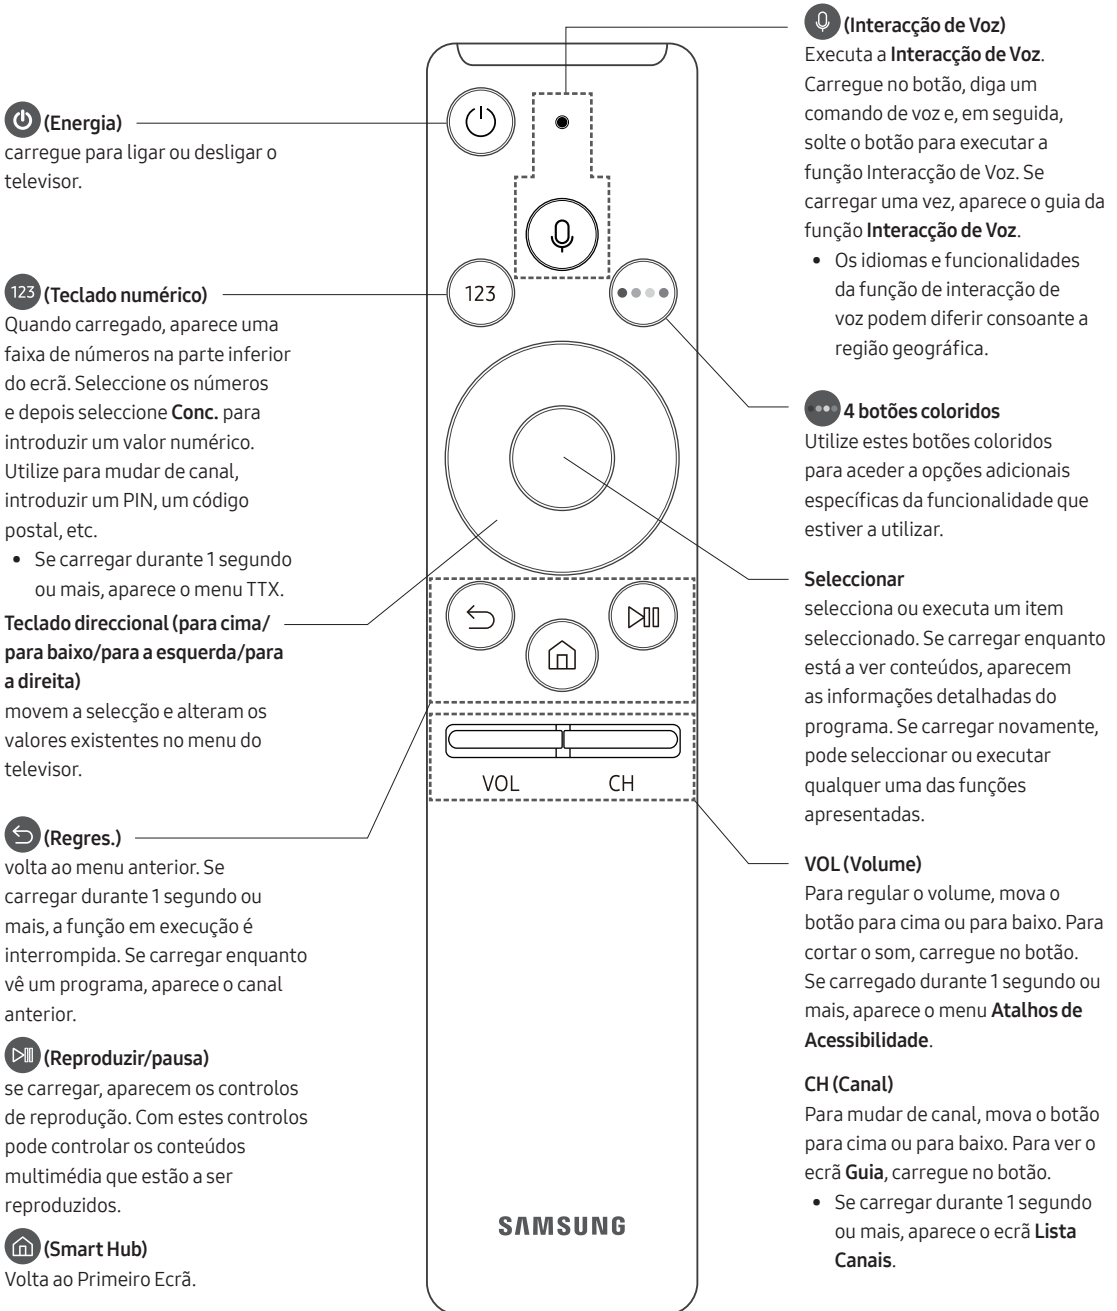 (Energia)
carregue para ligar ou desligar o
televisor.
123 (Teclado numérico)
Quando carregado, aparece uma
faixa de números na parte inferior
do ecrã. Seleccione os números
e depois seleccione Conc. para
introduzir um valor numérico.
Utilize para mudar de canal,
introduzir um PIN, um código
postal, etc.
• Se carregar durante 1 segundo
ou mais, aparece o menu TTX.
Teclado direccional (para cima/
para baixo/para a esquerda/para
a direita)
movem a selecção e alteram os
valores existentes no menu do
televisor.
(Regres.)
volta ao menu anterior. Se
carregar durante 1 segundo ou
mais, a função em execução é
interrompida. Se carregar enquanto
vê um programa, aparece o canal
anterior.
(Reproduzir/pausa)
se carregar, aparecem os controlos
de reprodução. Com estes controlos
pode controlar os conteúdos
multimédia que estão a ser
reproduzidos.
(Smart Hub)
Volta ao Primeiro Ecrã.
123
VOL CH
SAMSUNG
(Interacção de Voz)
Executa a Interacção de Voz.
Carregue no botão, diga um
comando de voz e, em seguida,
solte o botão para executar a
função Interacção de Voz. Se
carregar uma vez, aparece o guia da
função Interacção de Voz.
• Os idiomas e funcionalidades
da função de interacção de
voz podem diferir consoante a
região geográfica.
4 botões coloridos
Utilize estes botões coloridos
para aceder a opções adicionais
específicas da funcionalidade que
estiver a utilizar.
Seleccionar
selecciona ou executa um item
seleccionado. Se carregar enquanto
está a ver conteúdos, aparecem
as informações detalhadas do
programa. Se carregar novamente,
pode seleccionar ou executar
qualquer uma das funções
apresentadas.
VOL (Volume)
Para regular o volume, mova o
botão para cima ou para baixo. Para
cortar o som, carregue no botão.
Se carregado durante 1 segundo ou
mais, aparece o menu Atalhos de
Acessibilidade.
CH (Canal)
Para mudar de canal, mova o botão
para cima ou para baixo. Para ver o
ecrã Guia, carregue no botão.
• Se carregar durante 1 segundo
ou mais, aparece o ecrã Lista
Canais.